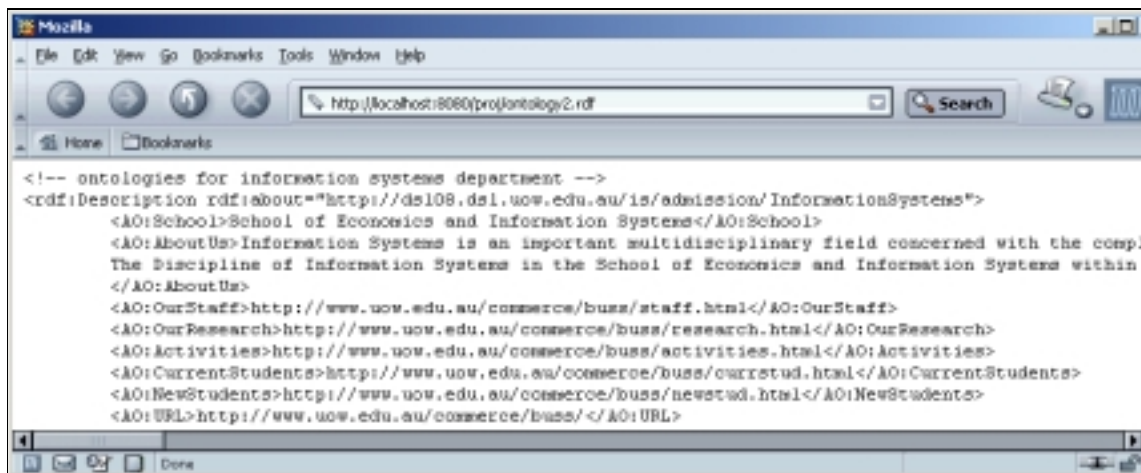 Mozilla
File Edit View Go Bookmarks Tools Window Help
http://localhost:8080/proj/ontology2.rdf Search
Home Bookmarks
<!-- ontologies for information systems department -->
<rdf:Description rdf:about="http://ds108.dsl.uow.edu.au/is/admission/InformationSystems">
<AO:School>School of Economics and Information Systems</AO:School>
<AO:AboutUs>Information Systems is an important multidisciplinary field concerned with the compl
The Discipline of Information Systems in the School of Economics and Information Systems within
</AO:AboutUs>
<AO:OurStaff>http://www.uow.edu.au/commerce/buss/staff.html</AO:OurStaff>
<AO:OurResearch>http://www.uow.edu.au/commerce/buss/research.html</AO:OurResearch>
<AO:Activities>http://www.uow.edu.au/commerce/buss/activities.html</AO:Activities>
<AO:CurrentStudents>http://www.uow.edu.au/commerce/buss/currstud.html</AO:CurrentStudents>
<AO:NewStudents>http://www.uow.edu.au/commerce/buss/newstud.html</AO:NewStudents>
<AO:URL>http://www.uow.edu.au/commerce/buss/</AO:URL>
Done